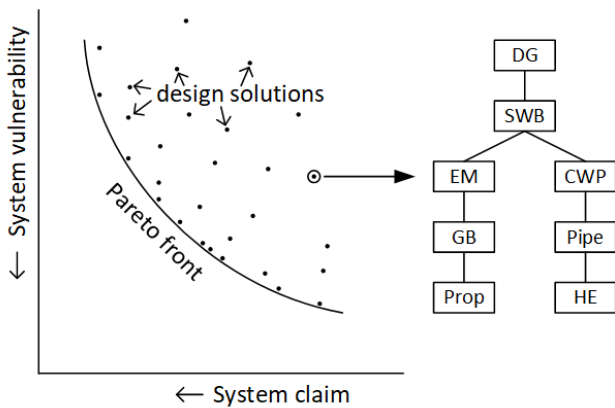 ← System vulnerability
design solutions
Pareto front
← System claim
DG
SWB
EM
CWP
GB
Pipe
Prop
HE